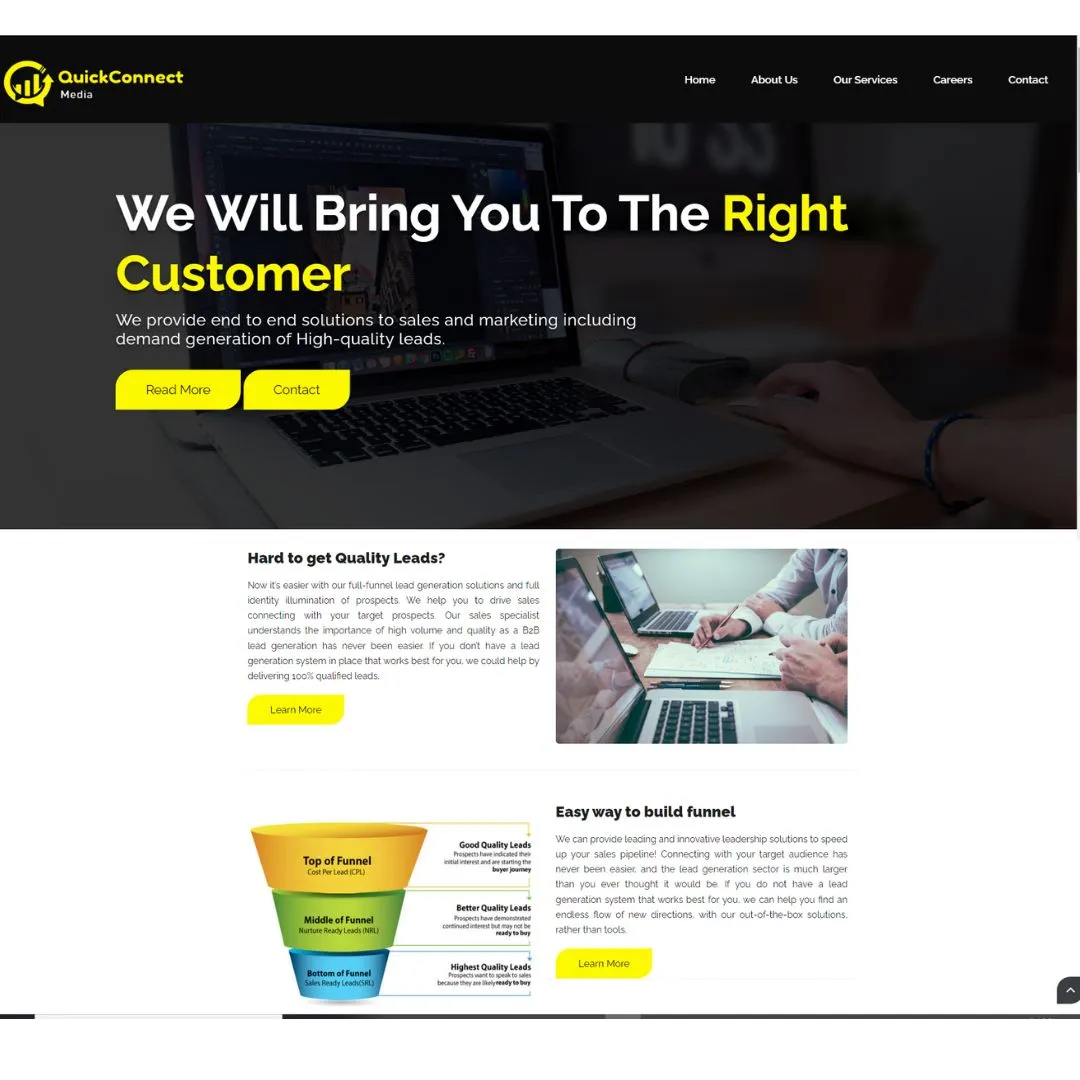 QuickConnect
Media
Home
About Us
Our Services
Careers
Contact
We Will Bring You To The Right
Customer
We provide end to end solutions to sales and marketing including
demand generation of High-quality leads.
Read More
Contact
Hard to get Quality Leads?
Now it's easier with our full-funnel lead generation solutions and full
identity illumination of prospects. We help you to drive sales
connecting with your target prospects. Our sales specialist
understands the importance of high volume and quality as a B2B
lead generation has never been easier. If you don't have a lead
generation system in place that works best for you, we could help by
delivering 100% qualified leads.
Learn More
Top of Funnel
Cost Per Lead (CPL)
Good Quality Leads
Prospects have indicated their
initial interest and are starting the
buyer journey
Middle of Funnel
Nurture Ready Leads (NRL)
Better Quality Leads
Prospects have demonstrated
continued interest but may not be
ready to buy
Bottom of Funnel
Sales Ready Leads(SRL)
Highest Quality Leads
Prospects want to speak to sales
because they are likely ready to buy
Easy way to build funnel
We can provide leading and innovative leadership solutions to speed
up your sales pipeline! Connecting with your target audience has
never been easier, and the lead generation sector is much larger
than you ever thought it would be. If you do not have a lead
generation system that works best for you, we can help you find an
endless flow of new directions, with our out-of-the-box solutions,
rather than tools.
Learn More